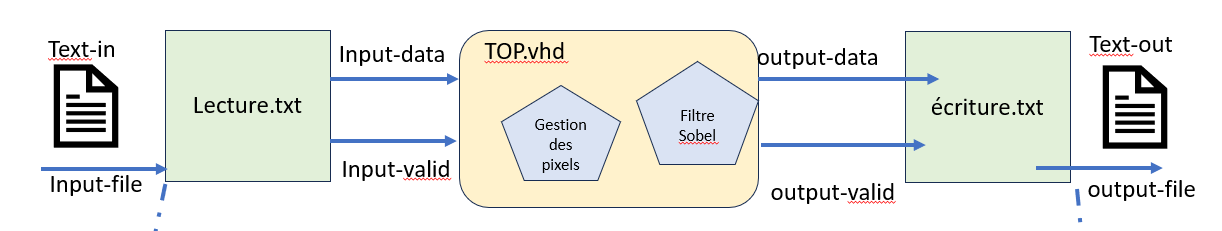 Text-in
Lecture.txt
Input-data
Input-valid
Input-file
TOP.vhd
Gestion
des
pixels
Filtre
Sobel
output-data
output-valid
écriture.txt
Text-out
output-file